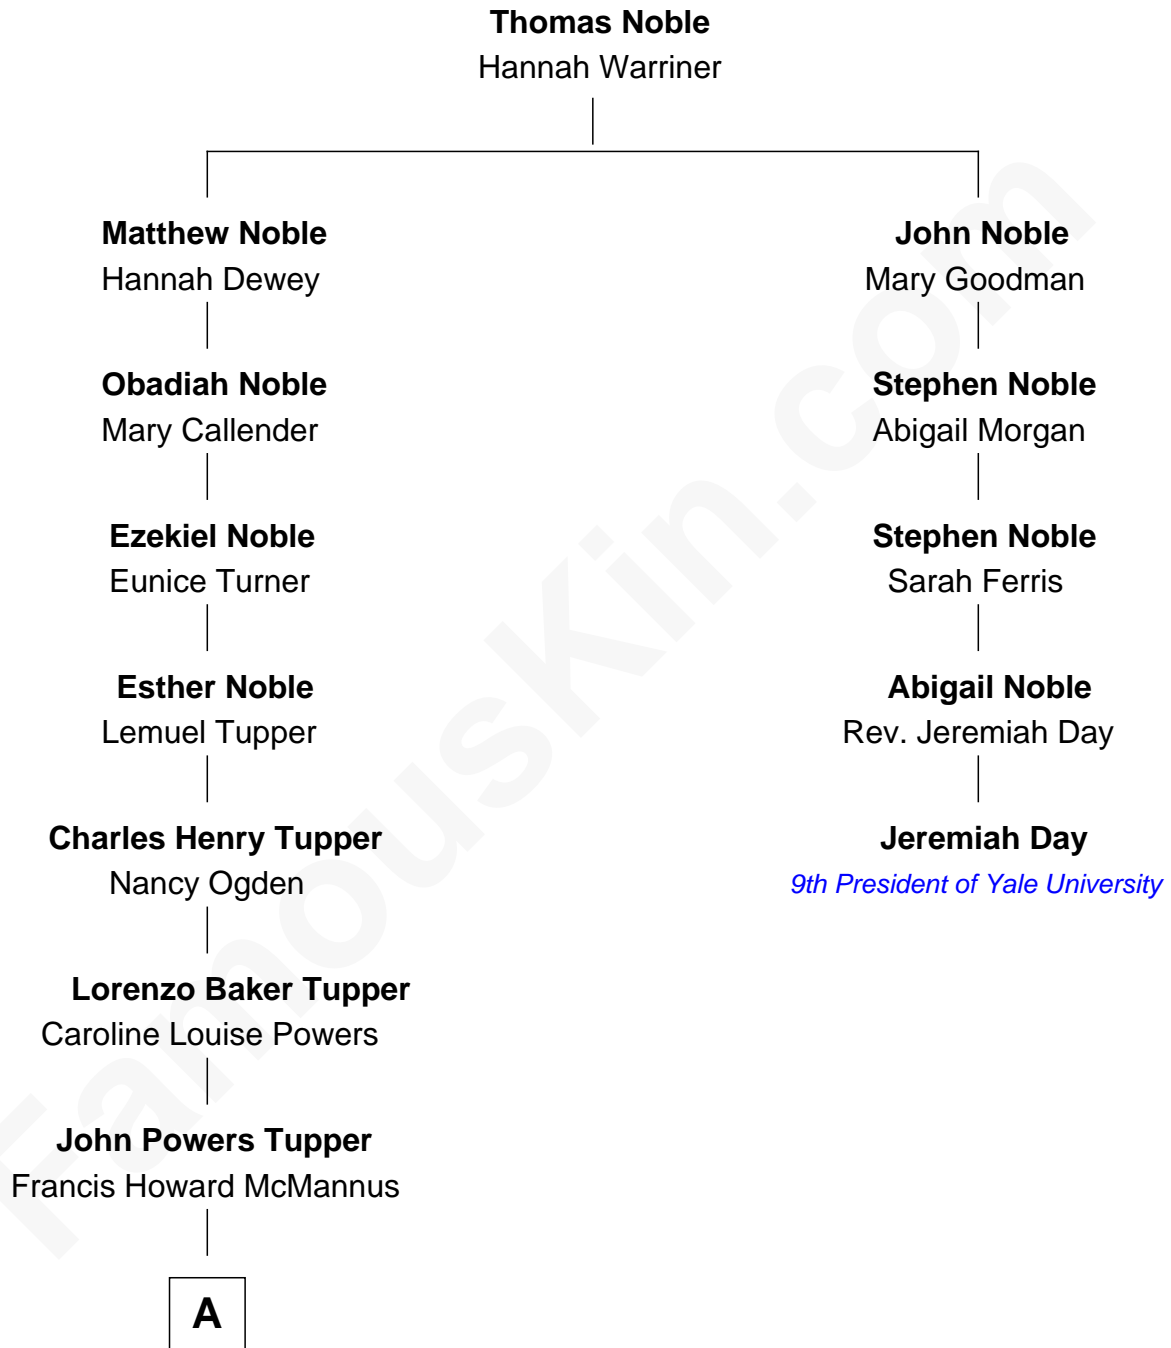 Thomas Noble
Hannah Warriner
Matthew Noble
Hannah Dewey
John Noble
Mary Goodman
Obadiah Noble
Mary Callender
Stephen Noble
Abigail Morgan
Ezekiel Noble
Eunice Turner
Stephen Noble
Sarah Ferris
Esther Noble
Lemuel Tupper
Abigail Noble
Rev. Jeremiah Day
Charles Henry Tupper
Nancy Ogden
Jeremiah Day
9th President of Yale University
Lorenzo Baker Tupper
Caroline Louise Powers
John Powers Tupper
Francis Howard McMannus
A
FamousKin.com